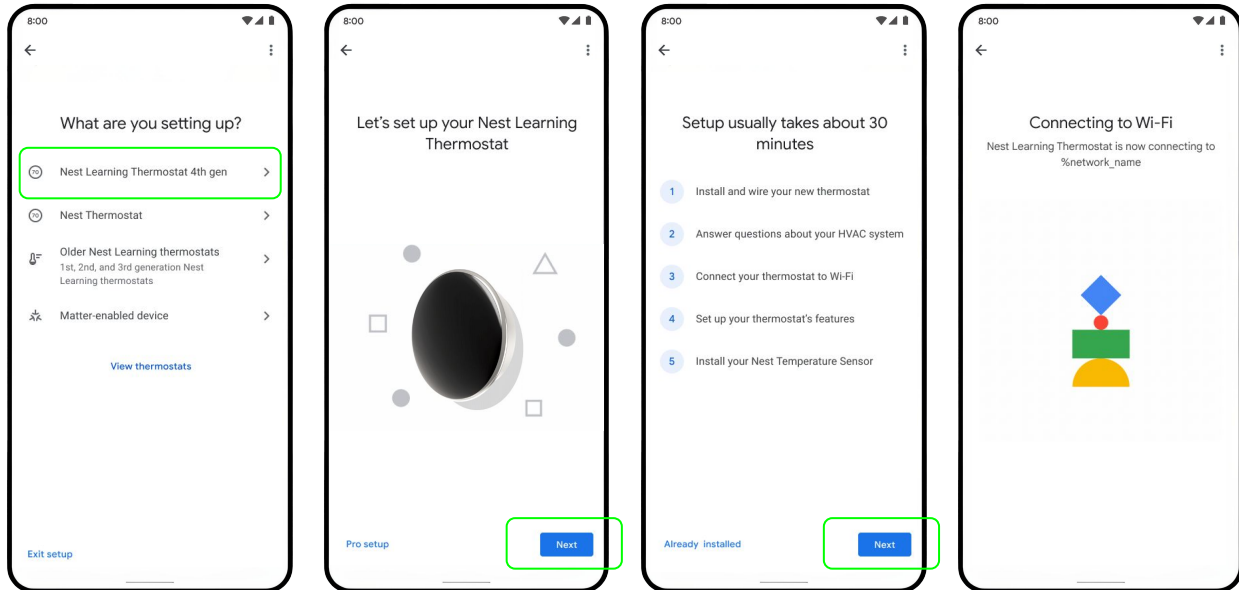 8:00
What are you setting up?
70
Nest Learning Thermostat 4th gen
70
Nest Thermostat
Older Nest Learning thermostats
1st, 2nd, and 3rd generation Nest
Learning thermostats
Matter-enabled device
View thermostats
Exit setup
8:00
Let's set up your Nest Learning
Thermostat
Pro setup
Next
8:00
Setup usually takes about 30
minutes
1 Install and wire your new thermostat
2 Answer questions about your HVAC system
3 Connect your thermostat to Wi-Fi
4 Set up your thermostat's features
5 Install your Nest Temperature Sensor
Already installed
Next
8:00
Connecting to Wi-Fi
Nest Learning Thermostat is now connecting to
%network_name